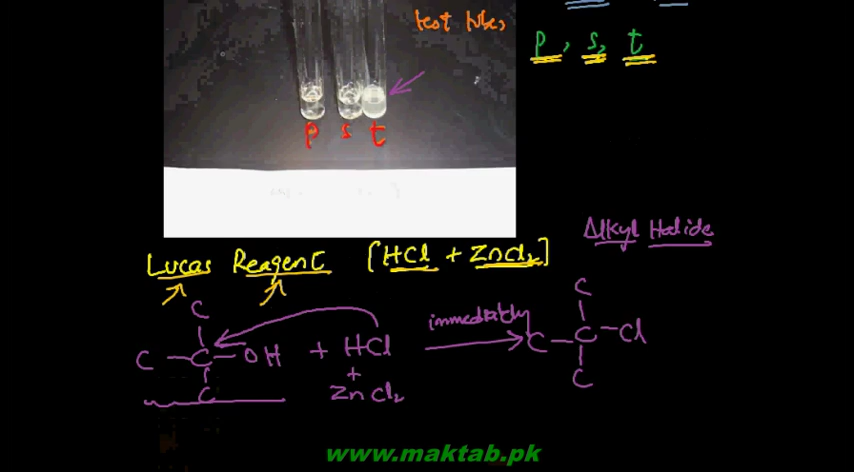 test tubes
p, s, t
p s t
Alkyl Halide
Lucas Reagent [HCl + ZnCl₂]
C
C
C — C — OH + HCl immediately C — C — Cl
C + C
ZnCl₂
www.maktab.pk